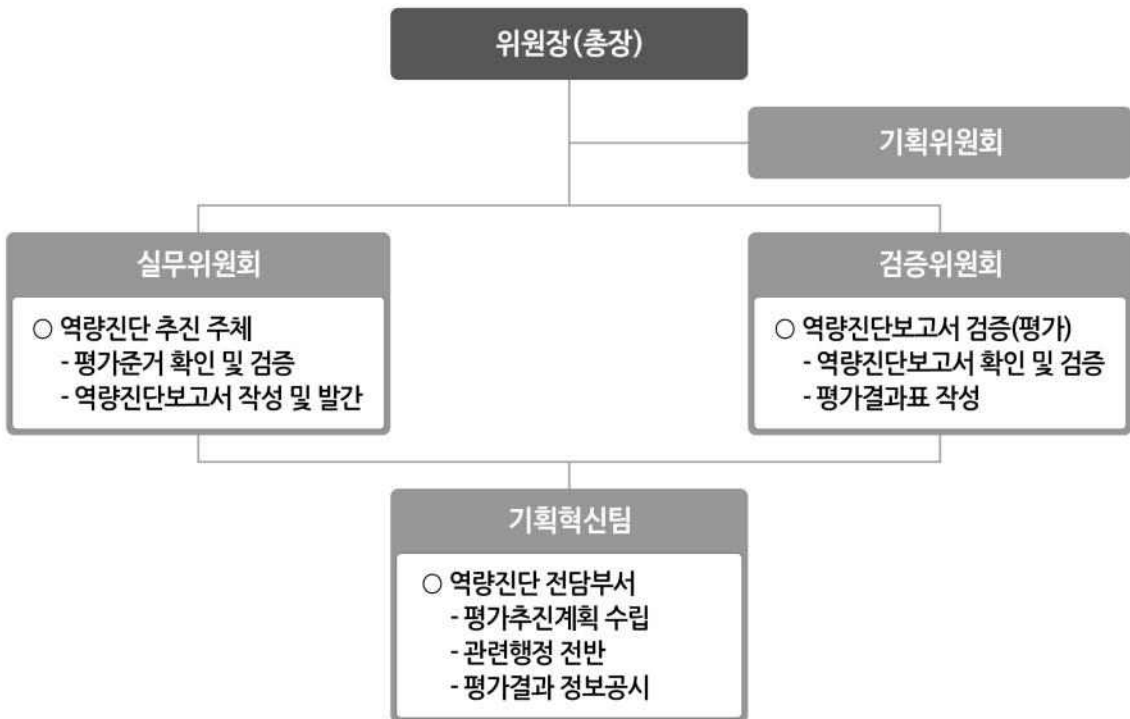 위원장(총장)
기획위원회
실무위원회
○ 역량진단 추진 주체
- 평가준거 확인 및 검증
- 역량진단보고서 작성 및 발간
검증위원회
○ 역량진단보고서 검증(평가)
- 역량진단보고서 확인 및 검증
- 평가결과표 작성
기획혁신팀
○ 역량진단 전담부서
- 평가추진계획 수립
- 관련행정 전반
- 평가결과 정보공시